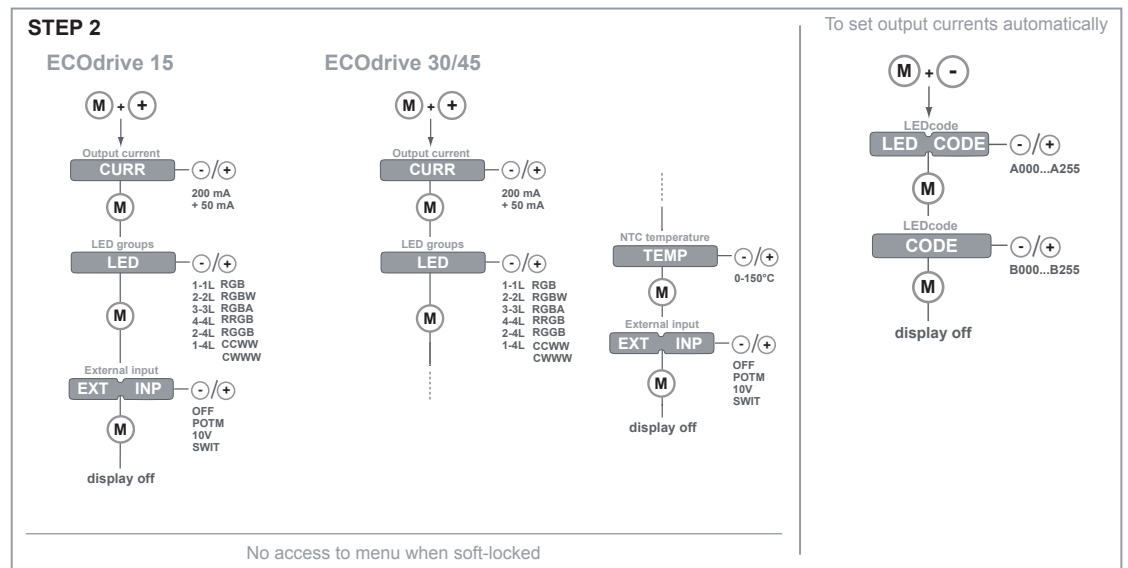 STEP 2
ECOdrive 15
M + +
Output current
CURR
- / +
200 mA
+ 50 mA
M
LED groups
LED
- / +
1-1L RGB
2-2L RGBW
3-3L RGBA
4-4L RRGB
2-4L RGGB
1-4L CCWW
CWWW
M
External input
EXT INP
- / +
OFF
POTM
10V
SWIT
M
display off
ECOdrive 30/45
M + +
Output current
CURR
- / +
200 mA
+ 50 mA
M
LED groups
LED
- / +
1-1L RGB
2-2L RGBW
3-3L RGBA
4-4L RRGB
2-4L RGGB
1-4L CCWW
CWWW
M
NTC temperature
TEMP
- / +
0-150°C
M
External input
EXT INP
- / +
OFF
POTM
10V
SWIT
M
display off
No access to menu when soft-locked
To set output currents automatically
M + -
LEDcode
LED CODE
- / +
A000...A255
M
LEDcode
CODE
- / +
B000...B255
M
display off